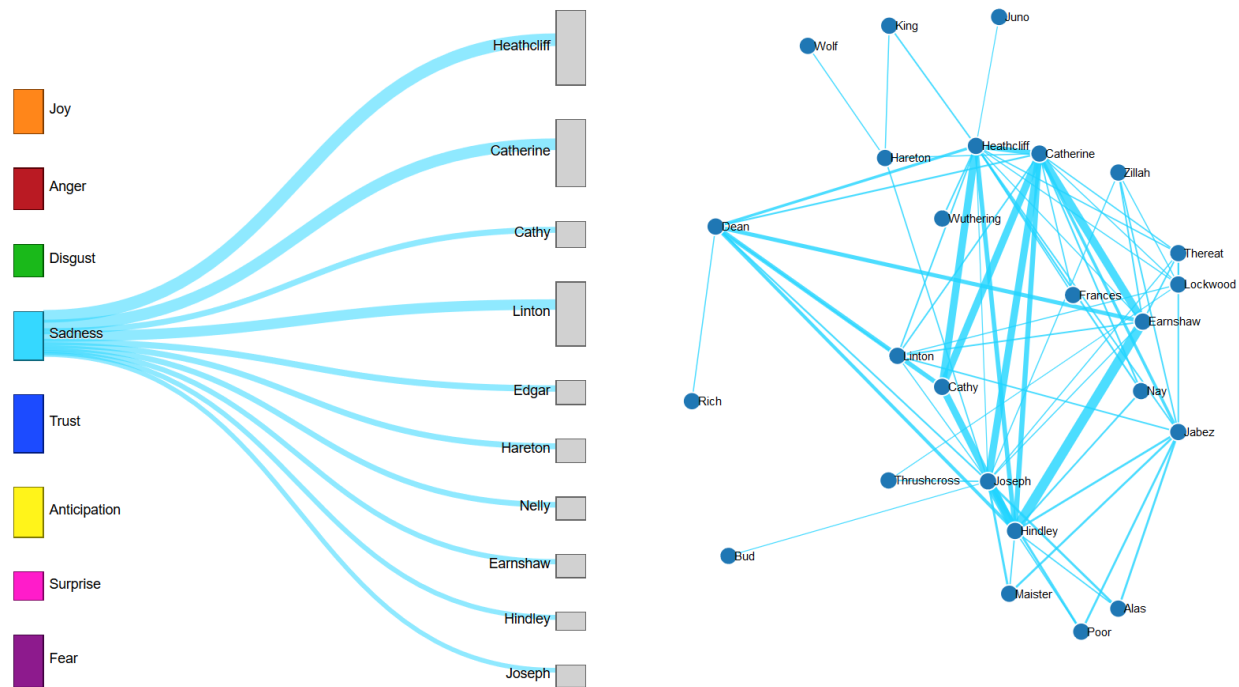 Joy
Anger
Disgust
Sadness
Trust
Anticipation
Surprise
Fear
Heathcliff
Catherine
Cathy
Linton
Edgar
Hareton
Nelly
Earnshaw
Hindley
Joseph
Juno
King
Wolf
Heathcliff
Catherine
Hareton
Zillah
Wuthering
Dean
Thereat
Lockwood
Frances
Earnshaw
Linton
Cathy
Nay
Rich
Jabez
Thrushcross
Joseph
Hindley
Bud
Maister
Alas
Poor